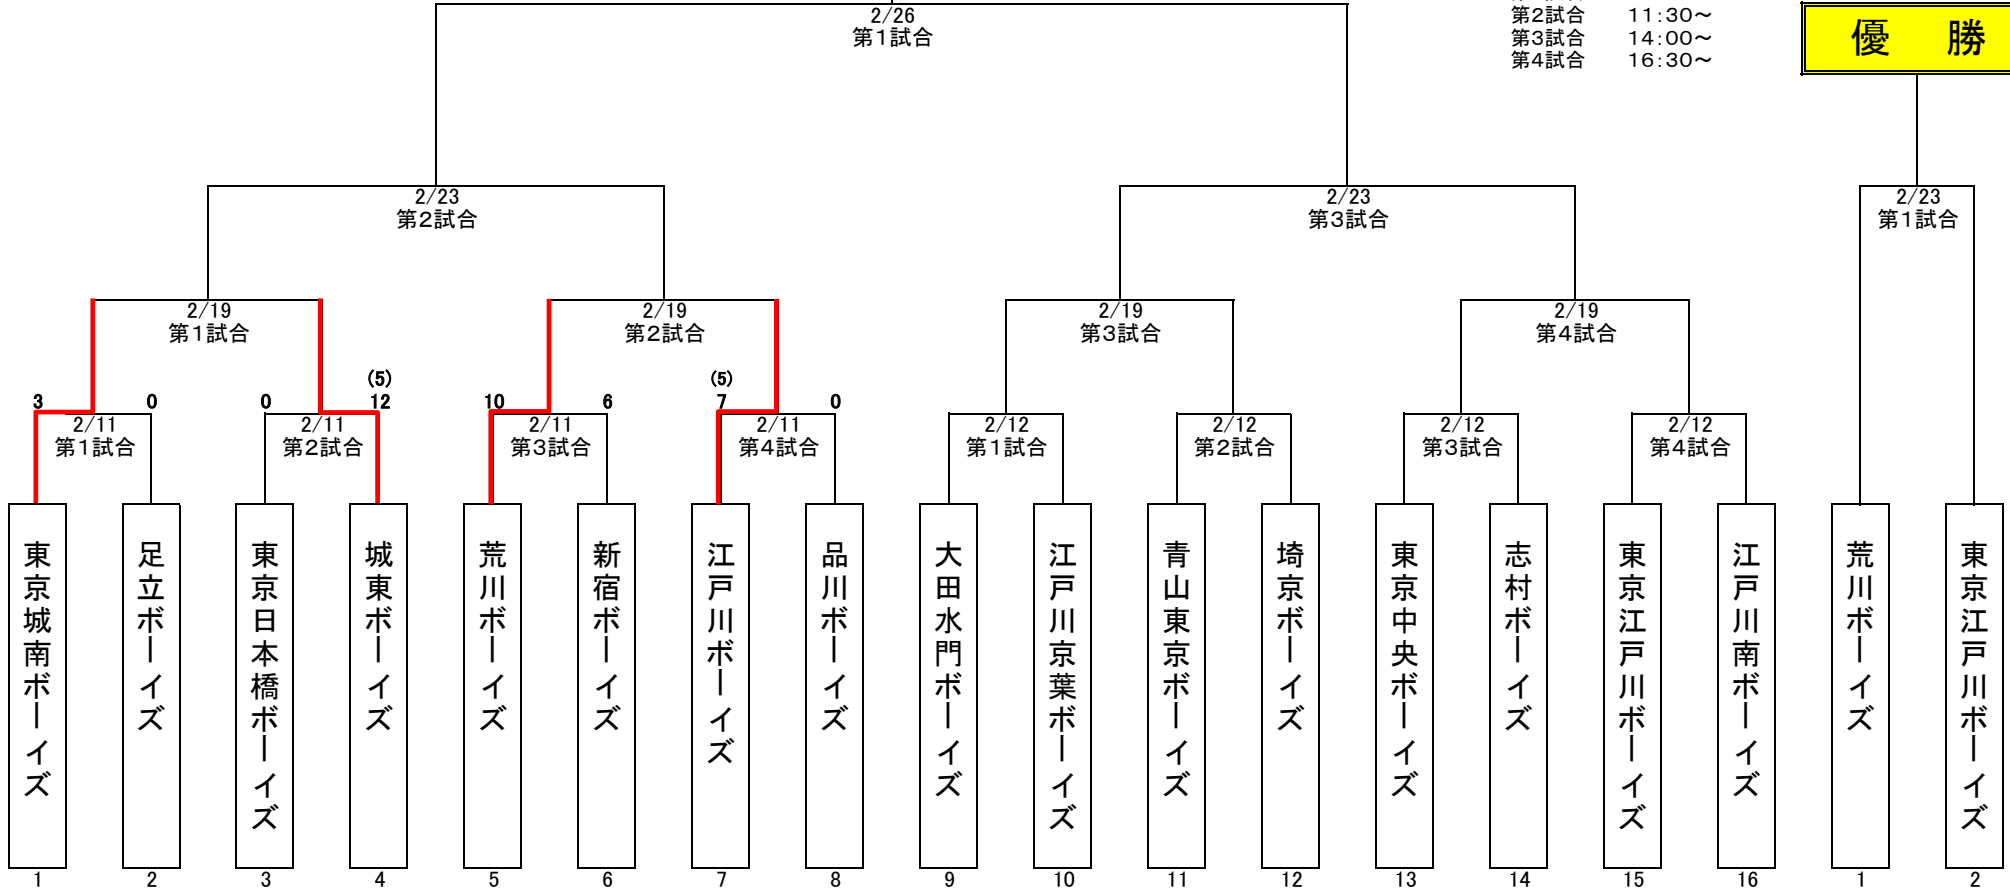 2/26
第1試合
第2試合 11:30～
第3試合 14:00～
第4試合 16:30～
優 勝
2/23
第2試合
2/23
第3試合
2/23
第1試合
2/19
第1試合
2/19
第2試合
2/19
第3試合
2/19
第4試合
(5)
(5)
3 0 0 12 10 6 7 0
2/11
第1試合
2/11
第2試合
2/11
第3試合
2/11
第4試合
2/12
第1試合
2/12
第2試合
2/12
第3試合
2/12
第4試合
東京城南ボーイズ
足立ボーイズ
東京日本橋ボーイズ
城東ボーイズ
荒川ボーイズ
新宿ボーイズ
江戸川ボーイズ
品川ボーイズ
大田水門ボーイズ
江戸川京葉ボーイズ
青山東京ボーイズ
埼京ボーイズ
東京中央ボーイズ
志村ボーイズ
東京江戸川ボーイズ
江戸川南ボーイズ
荒川ボーイズ
東京江戸川ボーイズ
1 2 3 4 5 6 7 8 9 10 11 12 13 14 15 16 1 2